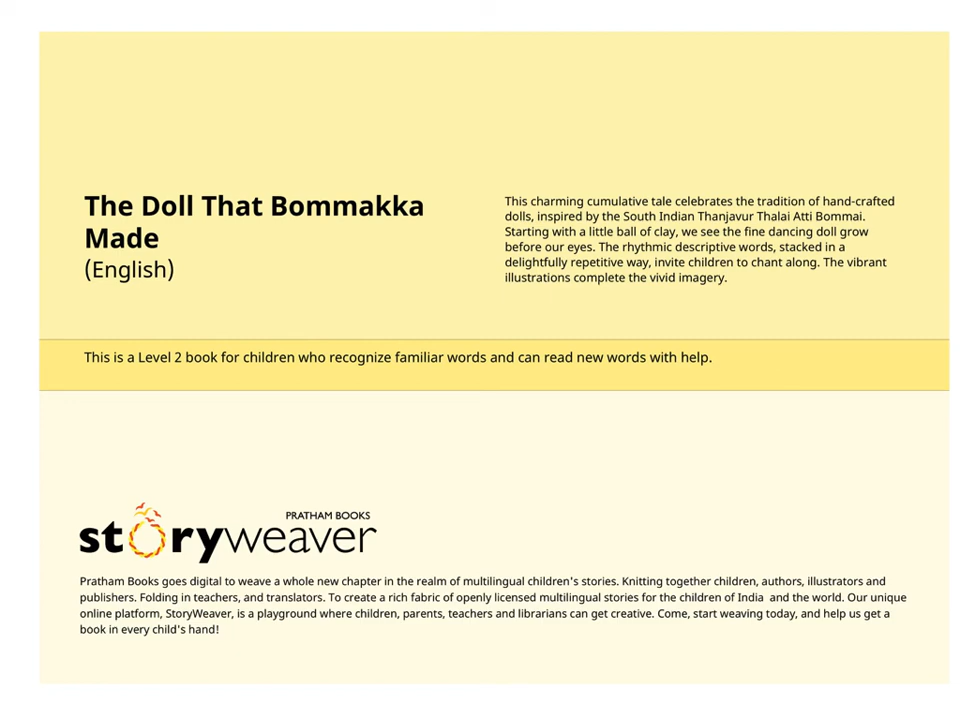 The Doll That Bommakka
Made
(English)
This charming cumulative tale celebrates the tradition of hand-crafted
dolls, inspired by the South Indian Thanjavur Thalai Atti Bommai.
Starting with a little ball of clay, we see the fine dancing doll grow
before our eyes. The rhythmic descriptive words, stacked in a
delightfully repetitive way, invite children to chant along. The vibrant
illustrations complete the vivid imagery.
This is a Level 2 book for children who recognize familiar words and can read new words with help.
PRATHAM BOOKS
storyweaver
Pratham Books goes digital to weave a whole new chapter in the realm of multilingual children's stories. Knitting together children, authors, illustrators and
publishers. Folding in teachers, and translators. To create a rich fabric of openly licensed multilingual stories for the children of India and the world. Our unique
online platform, StoryWeaver, is a playground where children, parents, teachers and librarians can get creative. Come, start weaving today, and help us get a
book in every child's hand!